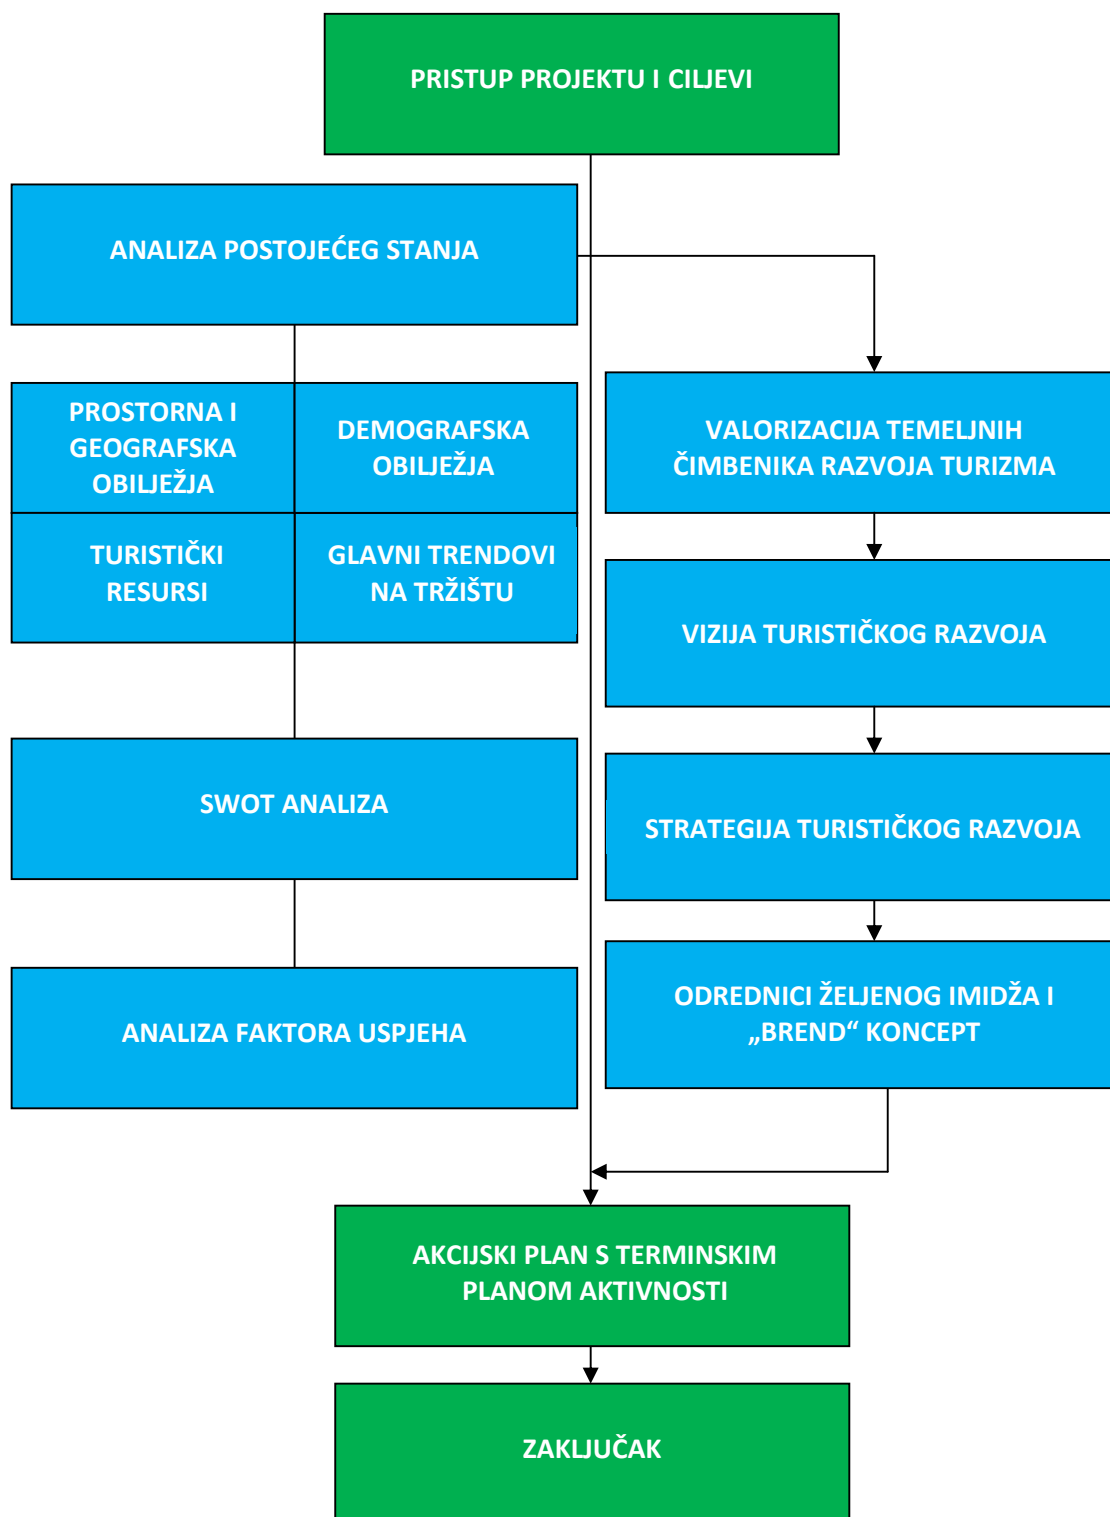 PRISTUP PROJEKTU I CILJEVI
ANALIZA POSTOJEĆEG STANJA
PROSTORNA I
GEOGRAFSKA
OBILJEŽJA
DEMOGRAFSKA
OBILJEŽJA
TURISTIČKI
RESURSI
GLAVNI TRENDOVI
NA TRŽIŠTU
SWOT ANALIZA
ANALIZA FAKTORA USPJEHA
VALORIZACIJA TEMELJNIH
ČIMBENIKA RAZVOJA TURIZMA
VIZIJA TURISTIČKOG RAZVOJA
STRATEGIJA TURISTIČKOG RAZVOJA
ODREDNICI ŽELJENOG IMIDŽA I
„BREND“ KONCEPT
AKCIJSKI PLAN S TERMINSKIM
PLANOM AKTIVNOSTI
ZAKLJUČAK